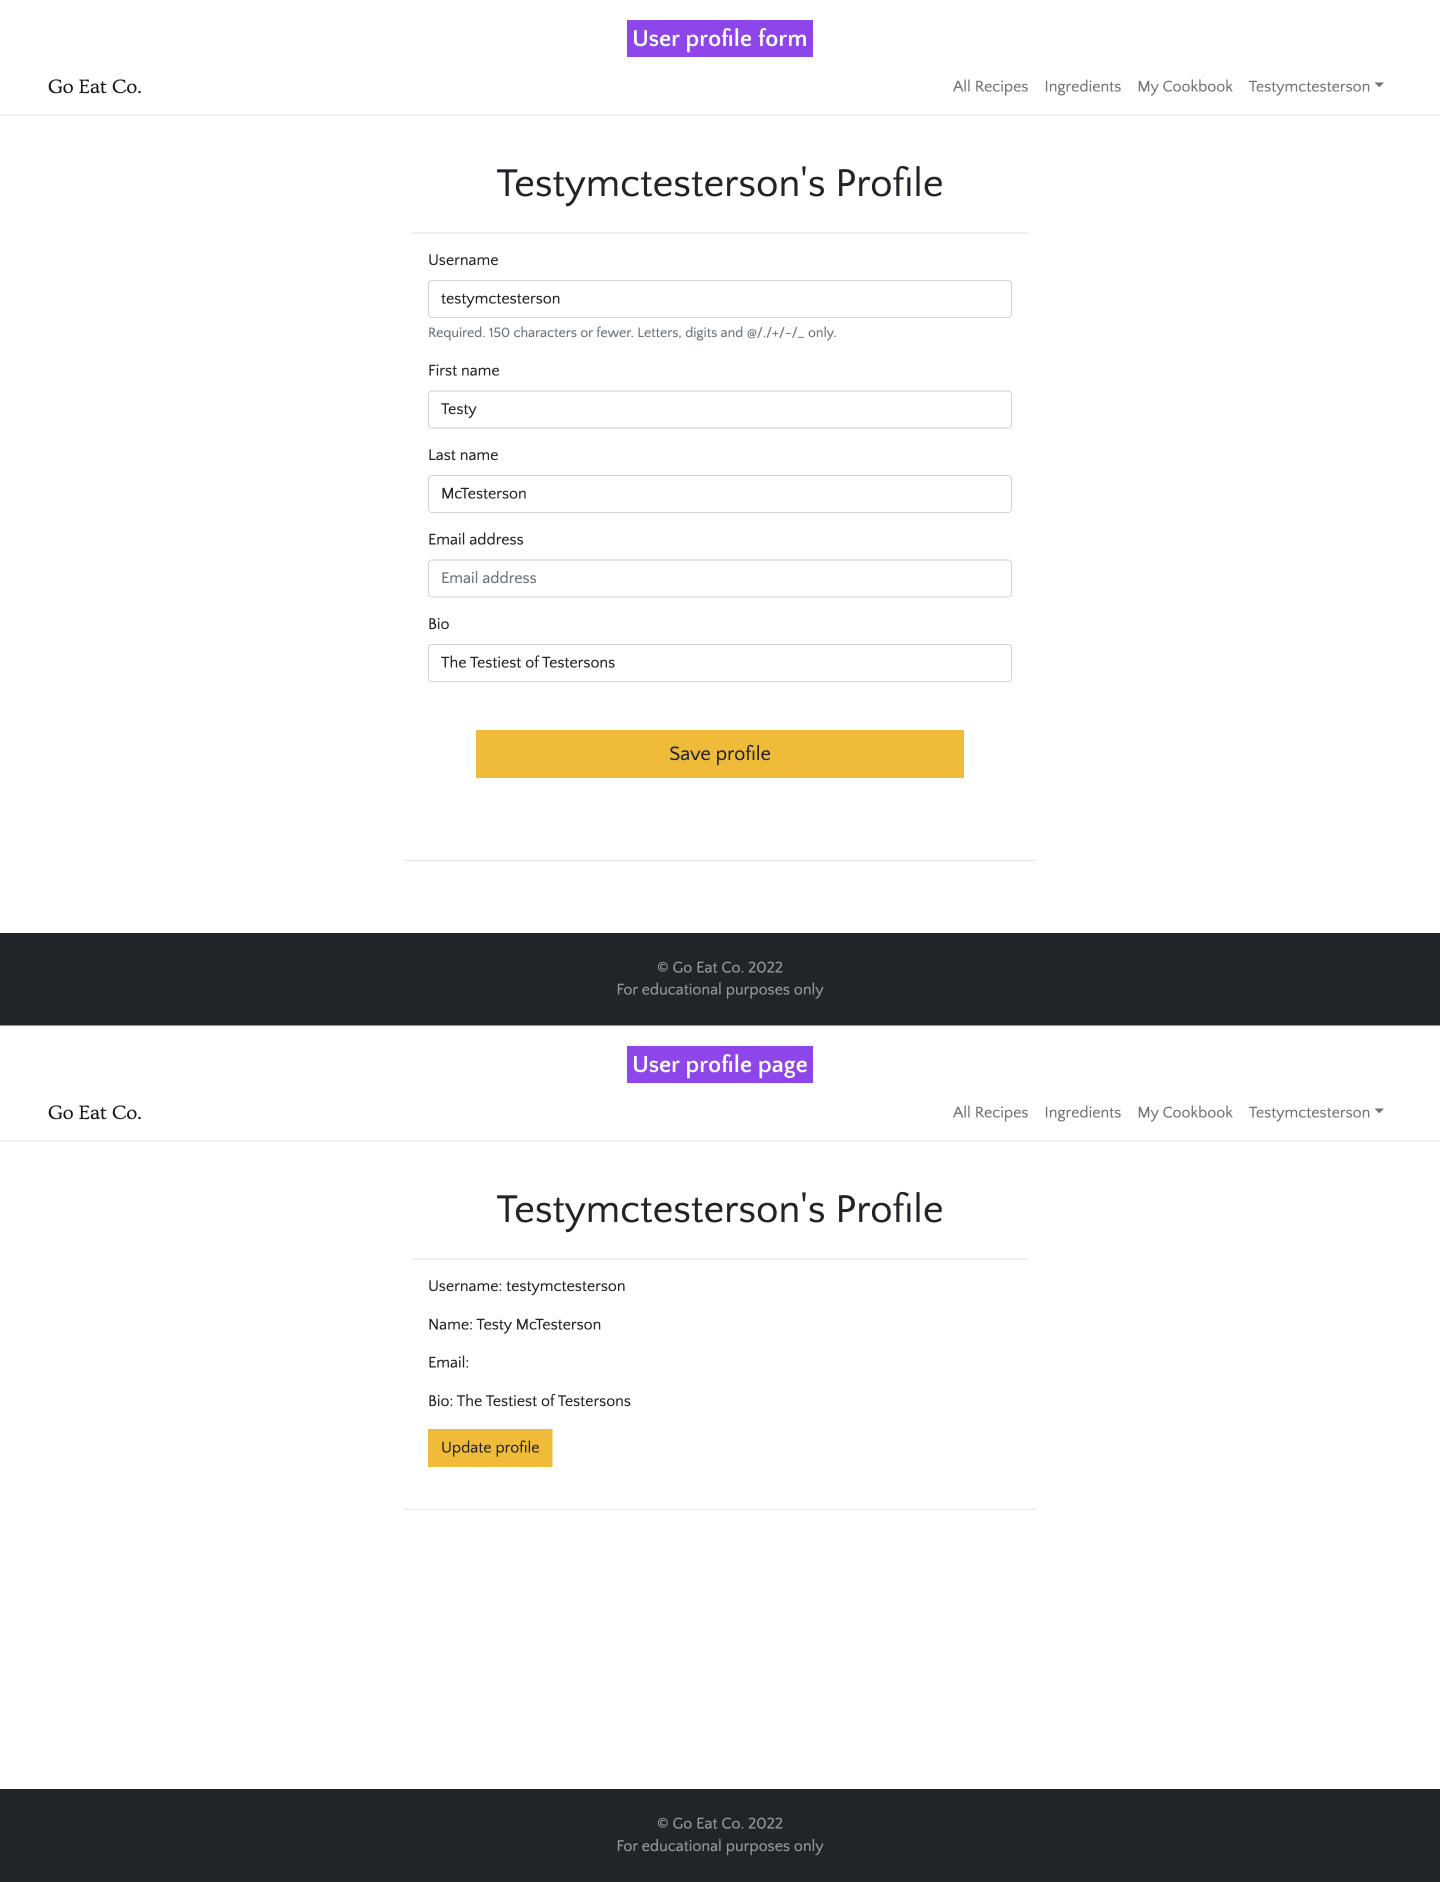 User profile form
Go Eat Co.
All Recipes Ingredients My Cookbook Testymctesterson
Testymctesterson's Profile
Username
testymctesterson
Required. 150 characters or fewer. Letters, digits and @/./+/-/_ only.
First name
Testy
Last name
McTesterson
Email address
Email address
Bio
The Testiest of Testersons
Save profile
© Go Eat Co. 2022
For educational purposes only
User profile page
Go Eat Co.
All Recipes Ingredients My Cookbook Testymctesterson
Testymctesterson's Profile
Username: testymctesterson
Name: Testy McTesterson
Email:
Bio: The Testiest of Testersons
Update profile
© Go Eat Co. 2022
For educational purposes only